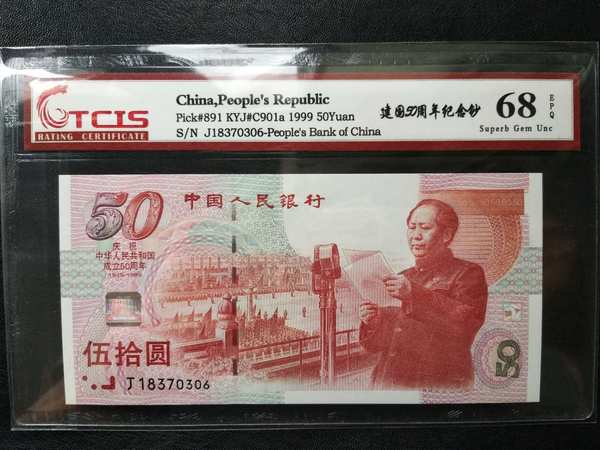 TCIS
RATING CERTIFICATE
China,People's Republic
Pick#891 KYJ#C901a 1999 50Yuan
S/N J18370306-People's Bank of China
建国50周年纪念钞
68
EPQ
Superb Gem Unc
50
中国人民银行
庆祝
中华人民共和国
成立50周年
1949-1999
伍拾圆
J18370306
50